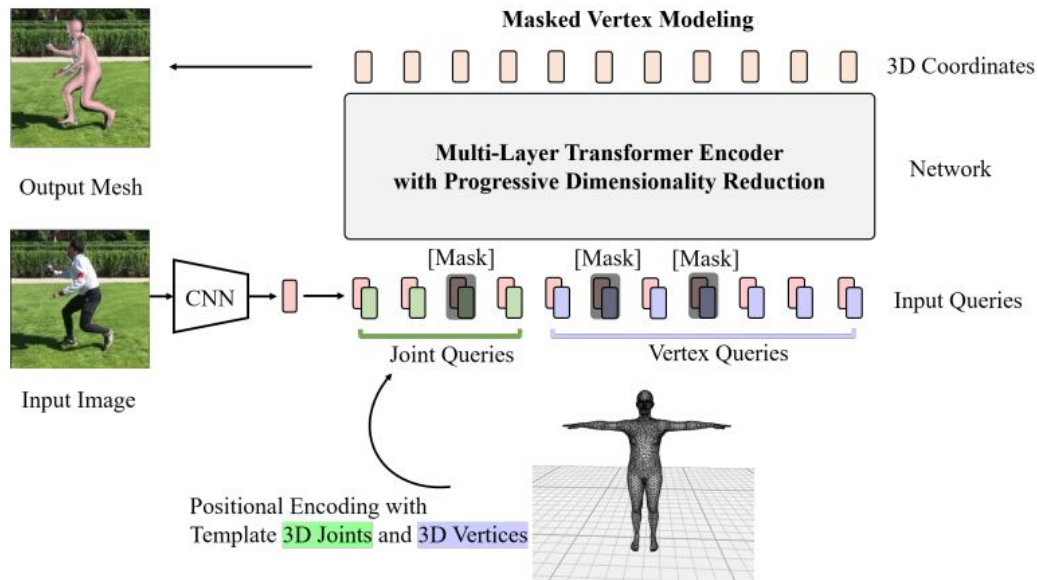 Masked Vertex Modeling
3D Coordinates
Multi-Layer Transformer Encoder
with Progressive Dimensionality Reduction
Network
Output Mesh
[Mask]
[Mask]
[Mask]
CNN
Input Queries
Joint Queries
Vertex Queries
Input Image
Positional Encoding with
Template 3D Joints and 3D Vertices